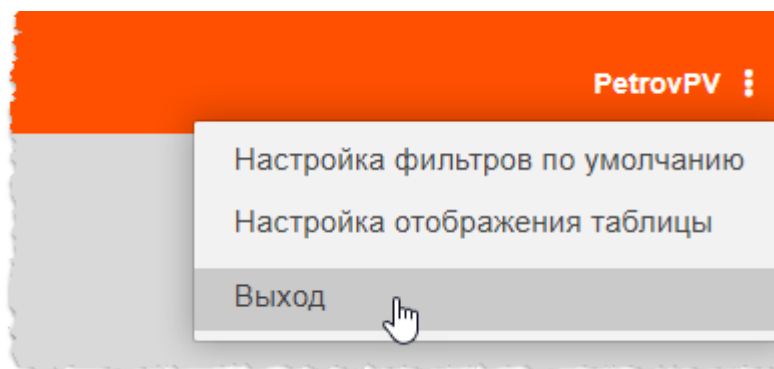 PetrovPV
Настройка фильтров по умолчанию
Настройка отображения таблицы
Выход